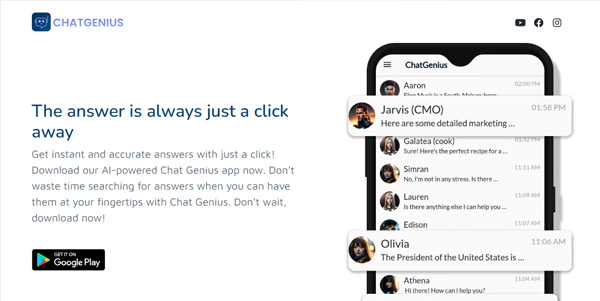 CHATGENIUS
The answer is always just a click
away
Get instant and accurate answers with just a click!
Download our AI-powered Chat Genius app now. Don't
waste time searching for answers when you can have
them at your fingertips with Chat Genius. Don't wait,
download now!
GET IT ON
Google Play
ChatGenius
Aaron 02:00 PM
Elon Musk is a South African-born
Jarvis (CMO) 01:58 PM
Here are some detailed marketing ...
Galatea (cook) 01:52 PM
Sure! Here's the perfect recipe for a ...
Simran 11:11 AM
No, I'm not in any stress. Is there ...
Lauren 11:09 AM
Is there anything else I can help you ...
Edison 11:07 AM
Olivia 11:06 AM
The President of the United States is ...
Athena 11:04 AM
Hi there! How can I help you?